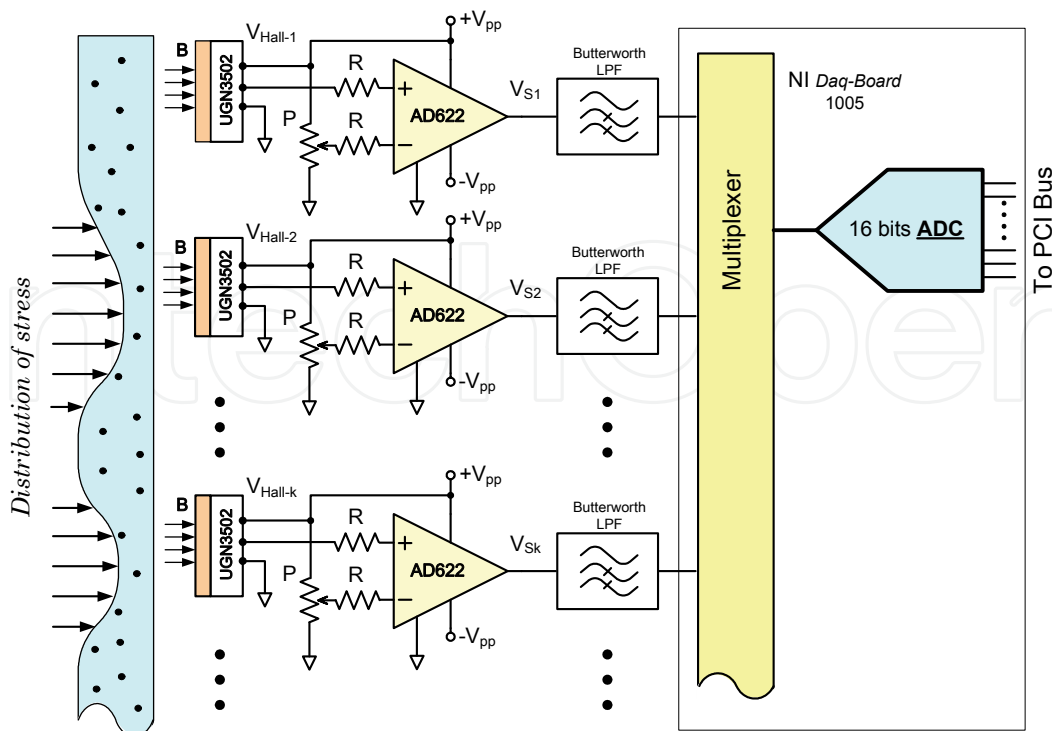 Distribution of stress
B
UGN3502
V_Hall-1
+V_pp
R
P
R
+
−
AD622
-V_pp
V_S1
Butterworth
LPF
B
UGN3502
V_Hall-2
+V_pp
R
P
R
+
−
AD622
-V_pp
V_S2
Butterworth
LPF
B
UGN3502
V_Hall-k
+V_pp
R
P
R
+
−
AD622
-V_pp
V_Sk
Butterworth
LPF
Multiplexer
NI Daq-Board
1005
16 bits ADC
To PCI Bus